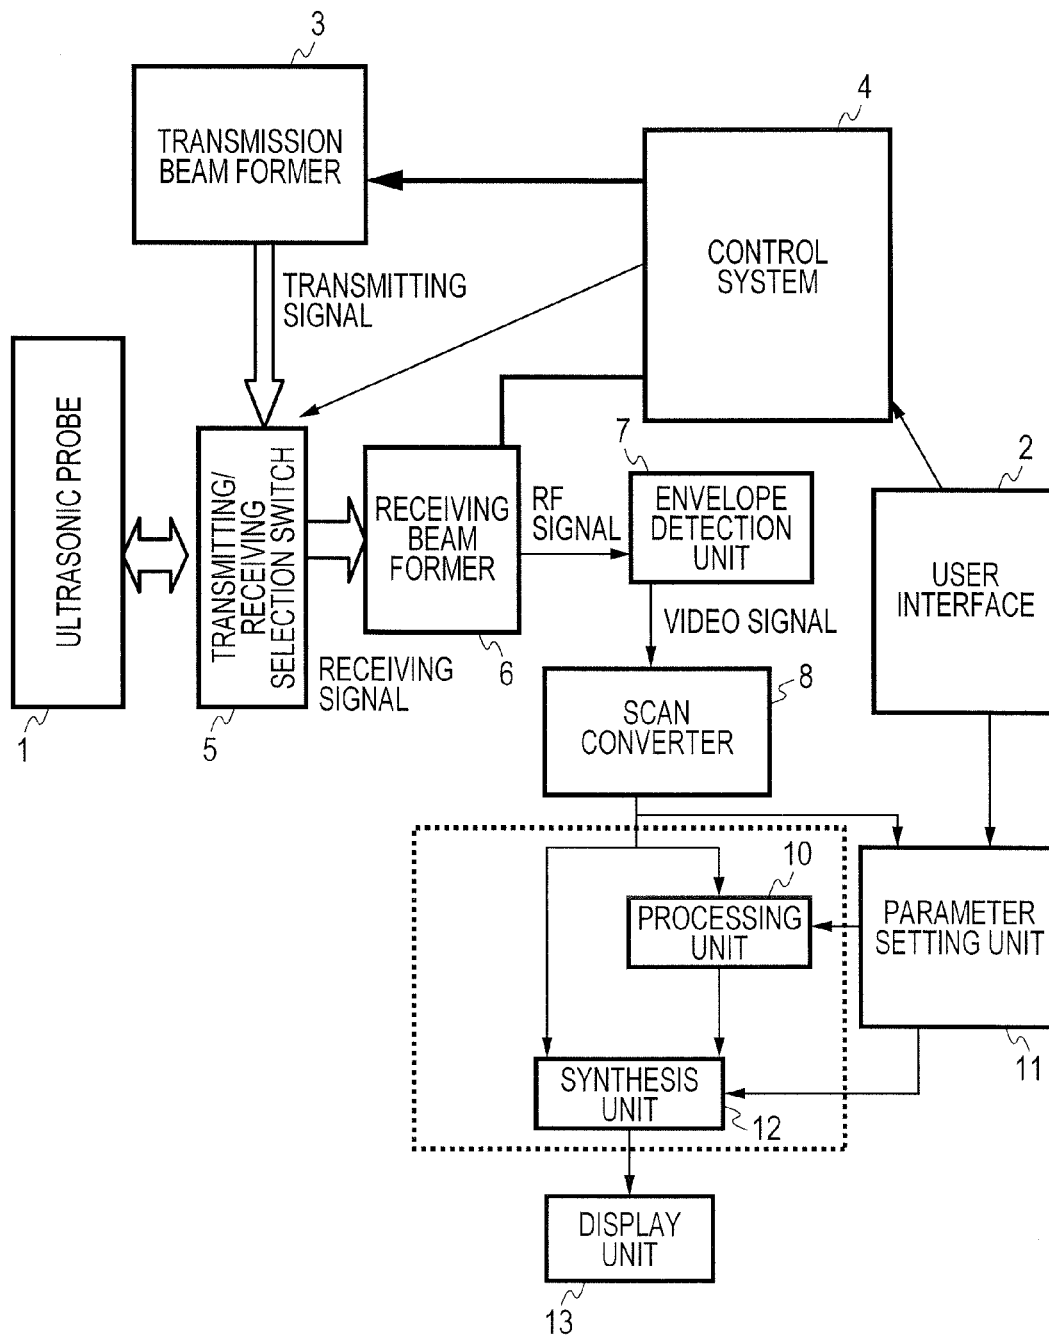 3
TRANSMISSION
BEAM FORMER
4
CONTROL
SYSTEM
TRANSMITTING
SIGNAL
ULTRASONIC PROBE
1
TRANSMITTING/
RECEIVING
SELECTION SWITCH
5
RECEIVING
SIGNAL
RECEIVING
BEAM
FORMER
6
RF
SIGNAL
7
ENVELOPE
DETECTION
UNIT
2
USER
INTERFACE
VIDEO SIGNAL
8
SCAN
CONVERTER
10
PROCESSING
UNIT
PARAMETER
SETTING UNIT
11
SYNTHESIS
UNIT
12
DISPLAY
UNIT
13